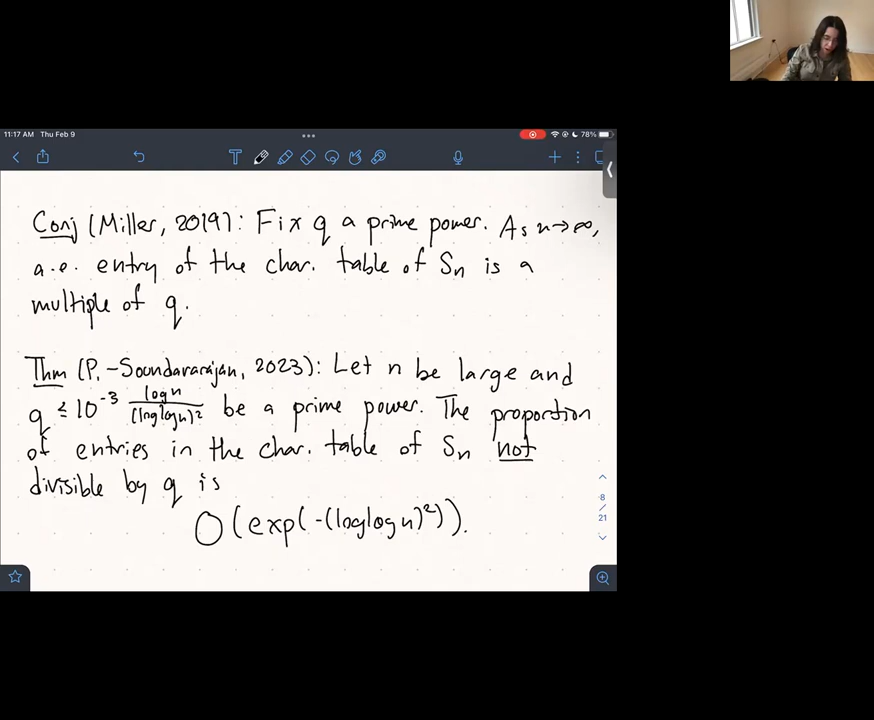 11:17 AM Thu Feb 9
78%
Conj (Miller, 2019): Fix q a prime power. As n→∞,
a.e. entry of the char. table of Sn is a
multiple of q.
Thm (P.-Soundararajan, 2023): Let n be large and
q ≤ 10^-3 log n / (log log n)^2 be a prime power. The proportion
of entries in the char. table of Sn not
divisible by q is
O(exp(-(log log n)^2)).
8
/
21